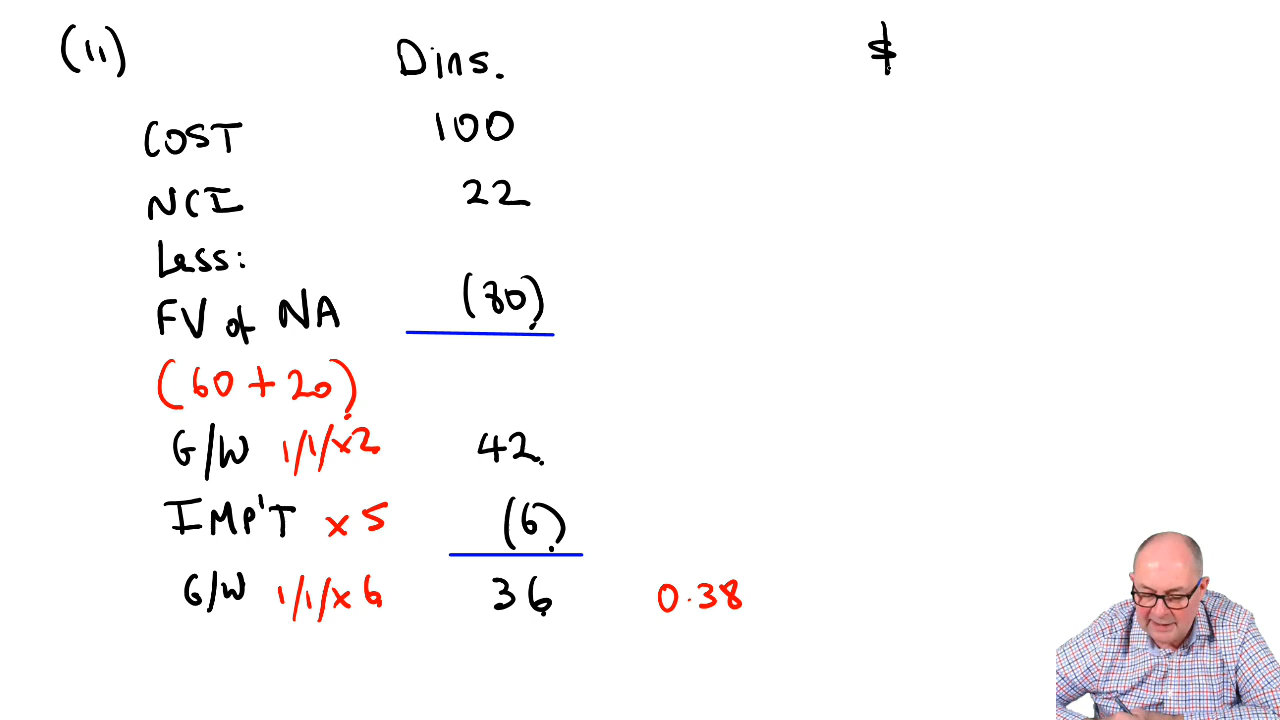 (ii) Dins. $
COST 100
NCI 22
Less:
FV of NA (80)
(60 + 20)
G/W 1/1/x2 42
IMP'T x5 (6)
G/W 1/1/x6 36 0.38